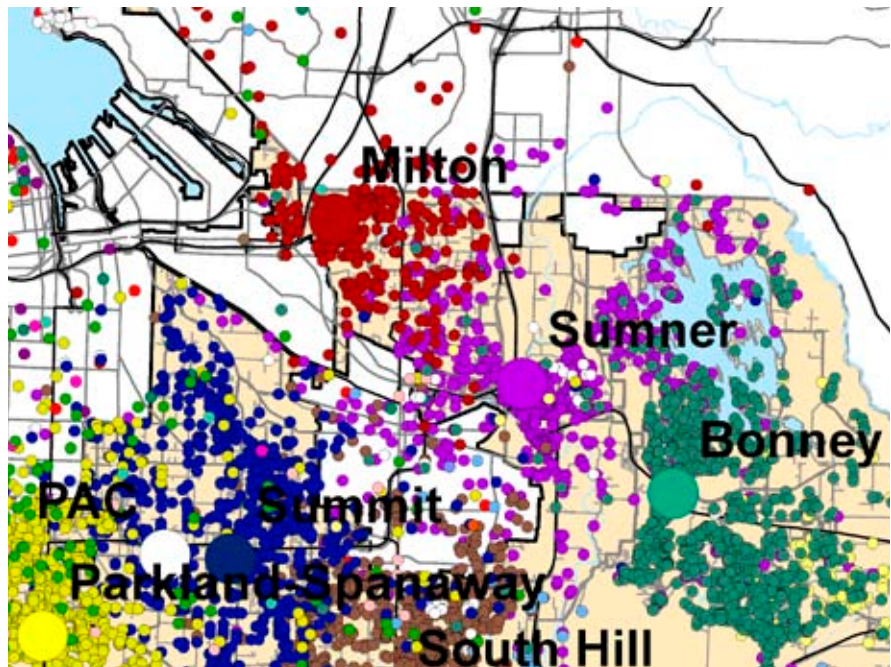 Milton
Sumner
Bonney
PAC
Summit
Parkland-Spanaway
South Hill